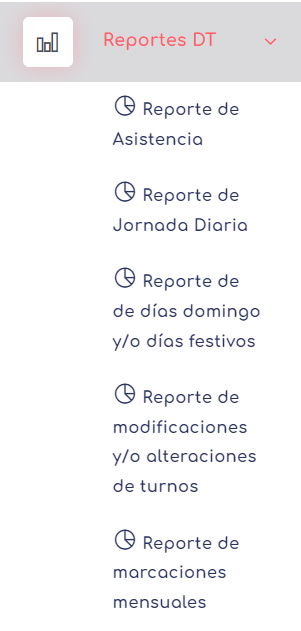 Reportes DT
Reporte de
Asistencia
Reporte de
Jornada Diaria
Reporte de
de días domingo
y/o días festivos
Reporte de
modificaciones
y/o alteraciones
de turnos
Reporte de
marcaciones
mensuales